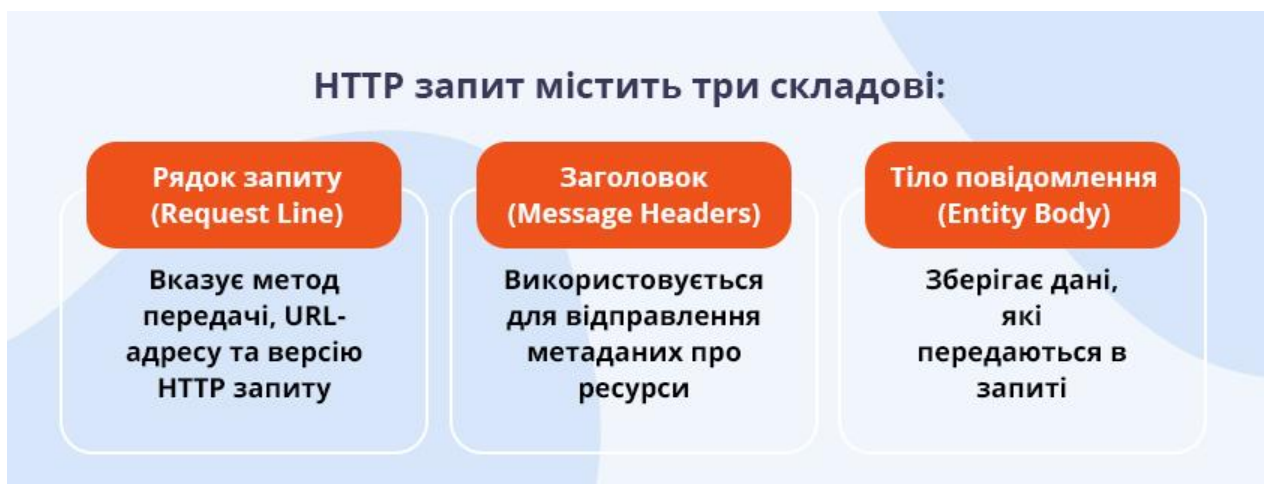 HTTP запит містить три складові:
Рядок запиту
(Request Line)
Вказує метод
передачі, URL-
адресу та версію
HTTP запиту
Заголовок
(Message Headers)
Використовується
для відправлення
метаданих про
ресурси
Тіло повідомлення
(Entity Body)
Зберігає дані,
які
передаються в
запиті